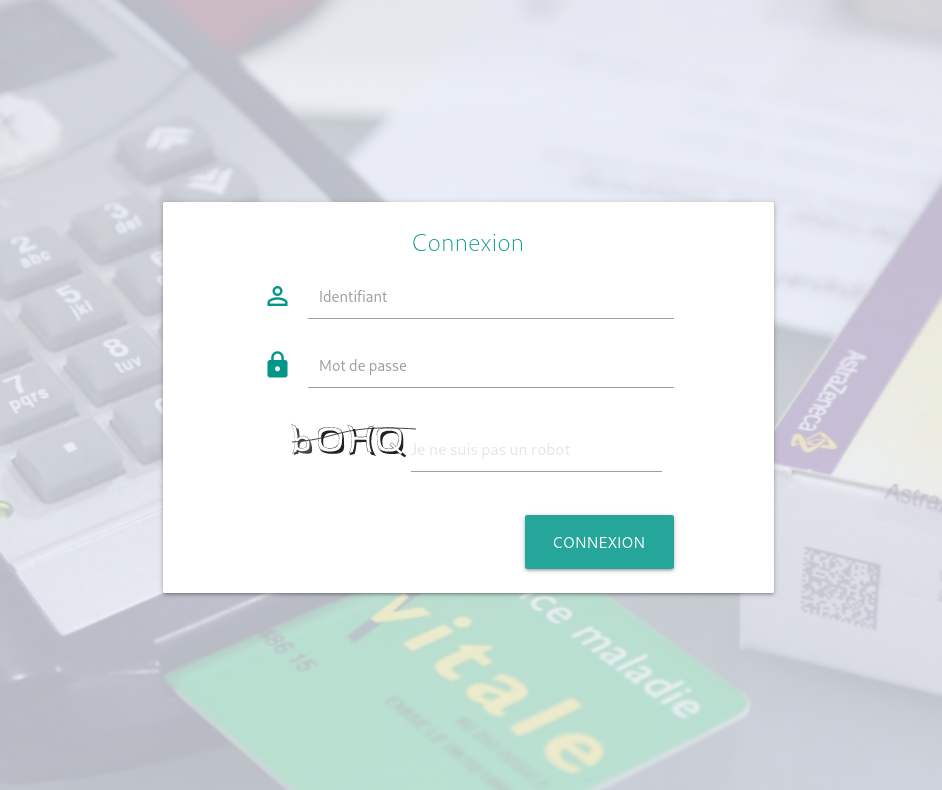 Connexion
Identifiant
Mot de passe
bOHQ
Je ne suis pas un robot
CONNEXION
3
def
2
abc
5
jkl
8
tuv
7
pqrs
AstraZeneca
Astra
ce maladie
vitale
486 15